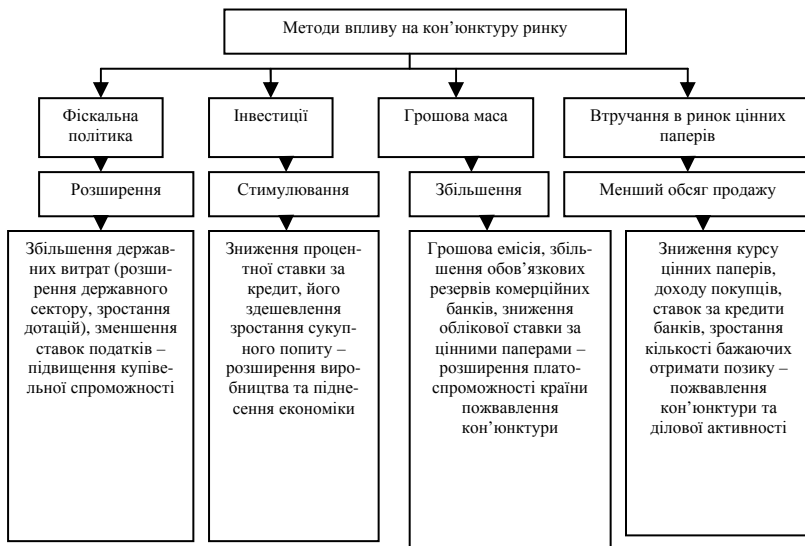 Методи впливу на кон’юнктуру ринку
Фіскальна
політика
Інвестиції
Грошова маса
Втручання в ринок цінних
паперів
Розширення
Стимулювання
Збільшення
Менший обсяг продажу
Збільшення держав-
них витрат (розши-
рення державного
сектору, зростання
дотацій), зменшення
ставок податків –
підвищення купі-
вельної спроможності
Зниження процен-
тної ставки за
кредит, його
здешевлення
зростання сукуп-
ного попиту –
розширення виро-
бництва та підне-
сення економіки
Грошова емісія, збіль-
шення обов’язкових
резервів комерційних
банків, зниження
облікової ставки за
цінними паперами –
розширення плато-
спроможності країни
пожвавлення
кон’юнктури
Зниження курсу
цінних паперів,
доходу покупців,
ставок за кредити
банків, зростання
кількості бажаючих
отримати позику –
пожвавлення
кон’юнктури та
ділової активності